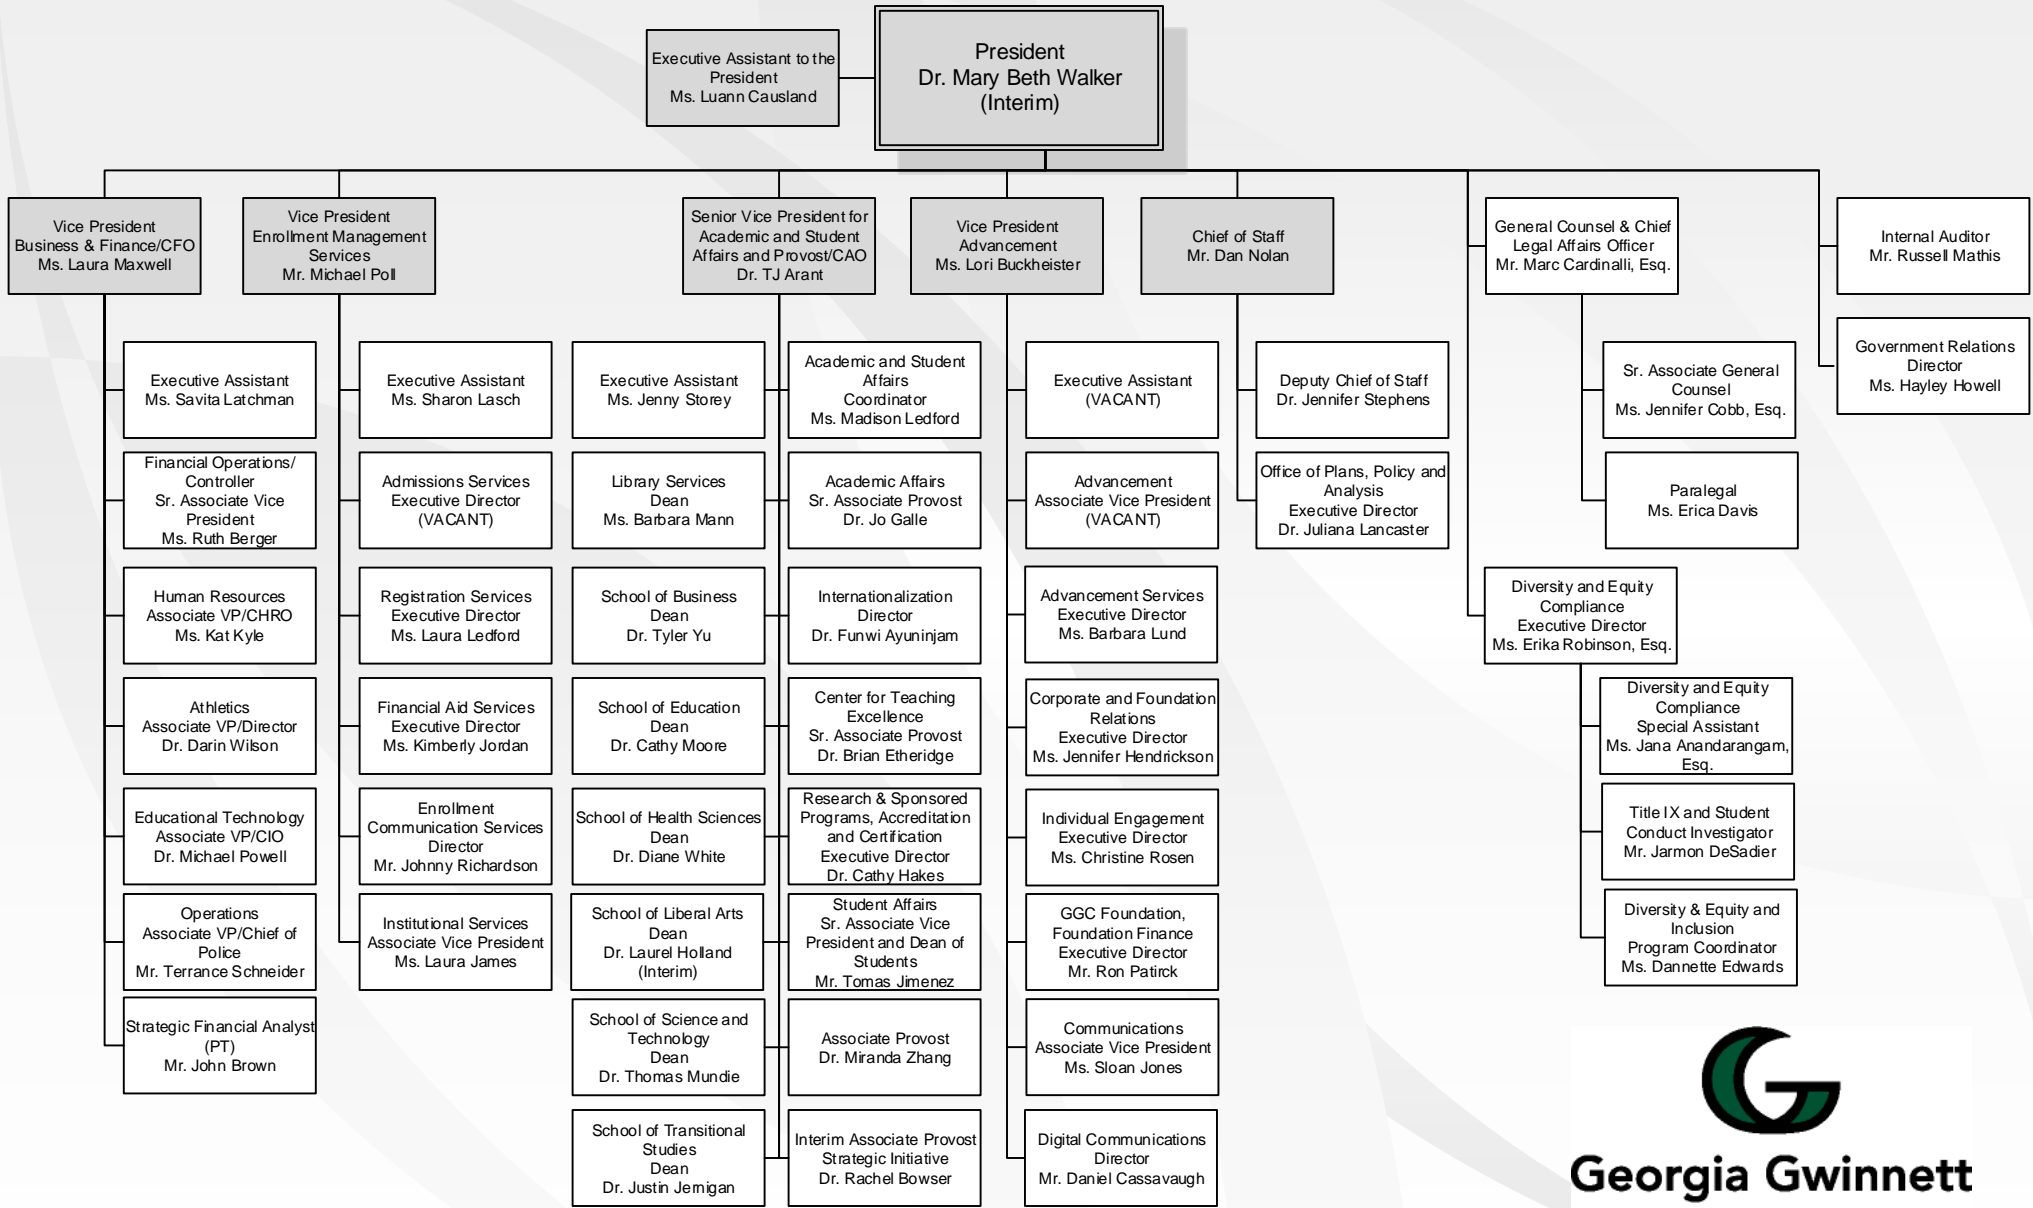 Executive Assistant to the
President
Ms. Luann Causland
President
Dr. Mary Beth Walker
(Interim)
Vice President
Business & Finance/CFO
Ms. Laura Maxwell
Vice President
Enrollment Management
Services
Mr. Michael Poll
Senior Vice President for
Academic and Student
Affairs and Provost/CAO
Dr. TJ Arant
Vice President
Advancement
Ms. Lori Buckheister
Chief of Staff
Mr. Dan Nolan
General Counsel & Chief
Legal Affairs Officer
Mr. Marc Cardinalli, Esq.
Internal Auditor
Mr. Russell Mathis
Government Relations
Director
Ms. Hayley Howell
Executive Assistant
Ms. Savita Latchman
Financial Operations/
Controller
Sr. Associate Vice
President
Ms. Ruth Berger
Human Resources
Associate VP/CHRO
Ms. Kat Kyle
Athletics
Associate VP/Director
Dr. Darin Wilson
Educational Technology
Associate VP/CIO
Dr. Michael Powell
Operations
Associate VP/Chief of
Police
Mr. Terrance Schneider
Strategic Financial Analyst
(PT)
Mr. John Brown
Executive Assistant
Ms. Sharon Lasch
Admissions Services
Executive Director
(VACANT)
Registration Services
Executive Director
Ms. Laura Ledford
Financial Aid Services
Executive Director
Ms. Kimberly Jordan
Enrollment
Communication Services
Director
Mr. Johnny Richardson
Institutional Services
Associate Vice President
Ms. Laura James
Executive Assistant
Ms. Jenny Storey
Library Services
Dean
Ms. Barbara Mann
School of Business
Dean
Dr. Tyler Yu
School of Education
Dean
Dr. Cathy Moore
School of Health Sciences
Dean
Dr. Diane White
School of Liberal Arts
Dean
Dr. Laurel Holland
(Interim)
School of Science and
Technology
Dean
Dr. Thomas Mundie
School of Transitional
Studies
Dean
Dr. Justin Jernigan
Academic and Student
Affairs
Coordinator
Ms. Madison Ledford
Academic Affairs
Sr. Associate Provost
Dr. Jo Galle
Internationalization
Director
Dr. Funwi Ayuninjam
Center for Teaching
Excellence
Sr. Associate Provost
Dr. Brian Etheridge
Research & Sponsored
Programs, Accreditation
and Certification
Executive Director
Dr. Cathy Hakes
Student Affairs
Sr. Associate Vice
President and Dean of
Students
Mr. Tomas Jimenez
Associate Provost
Dr. Miranda Zhang
Interim Associate Provost
Strategic Initiative
Dr. Rachel Bowser
Executive Assistant
(VACANT)
Advancement
Associate Vice President
(VACANT)
Advancement Services
Executive Director
Ms. Barbara Lund
Corporate and Foundation
Relations
Executive Director
Ms. Jennifer Hendrickson
Individual Engagement
Executive Director
Ms. Christine Rosen
GGC Foundation,
Foundation Finance
Executive Director
Mr. Ron Patirck
Communications
Associate Vice President
Ms. Sloan Jones
Digital Communications
Director
Mr. Daniel Cassavaugh
Deputy Chief of Staff
Dr. Jennifer Stephens
Office of Plans, Policy and
Analysis
Executive Director
Dr. Juliana Lancaster
Sr. Associate General
Counsel
Ms. Jennifer Cobb, Esq.
Paralegal
Ms. Erica Davis
Diversity and Equity
Compliance
Executive Director
Ms. Erika Robinson, Esq.
Diversity and Equity
Compliance
Special Assistant
Ms. Jana Anandarangam,
Esq.
Title IX and Student
Conduct Investigator
Mr. Jarmon DeSadier
Diversity & Equity and
Inclusion
Program Coordinator
Ms. Dannette Edwards
Georgia Gwinnett